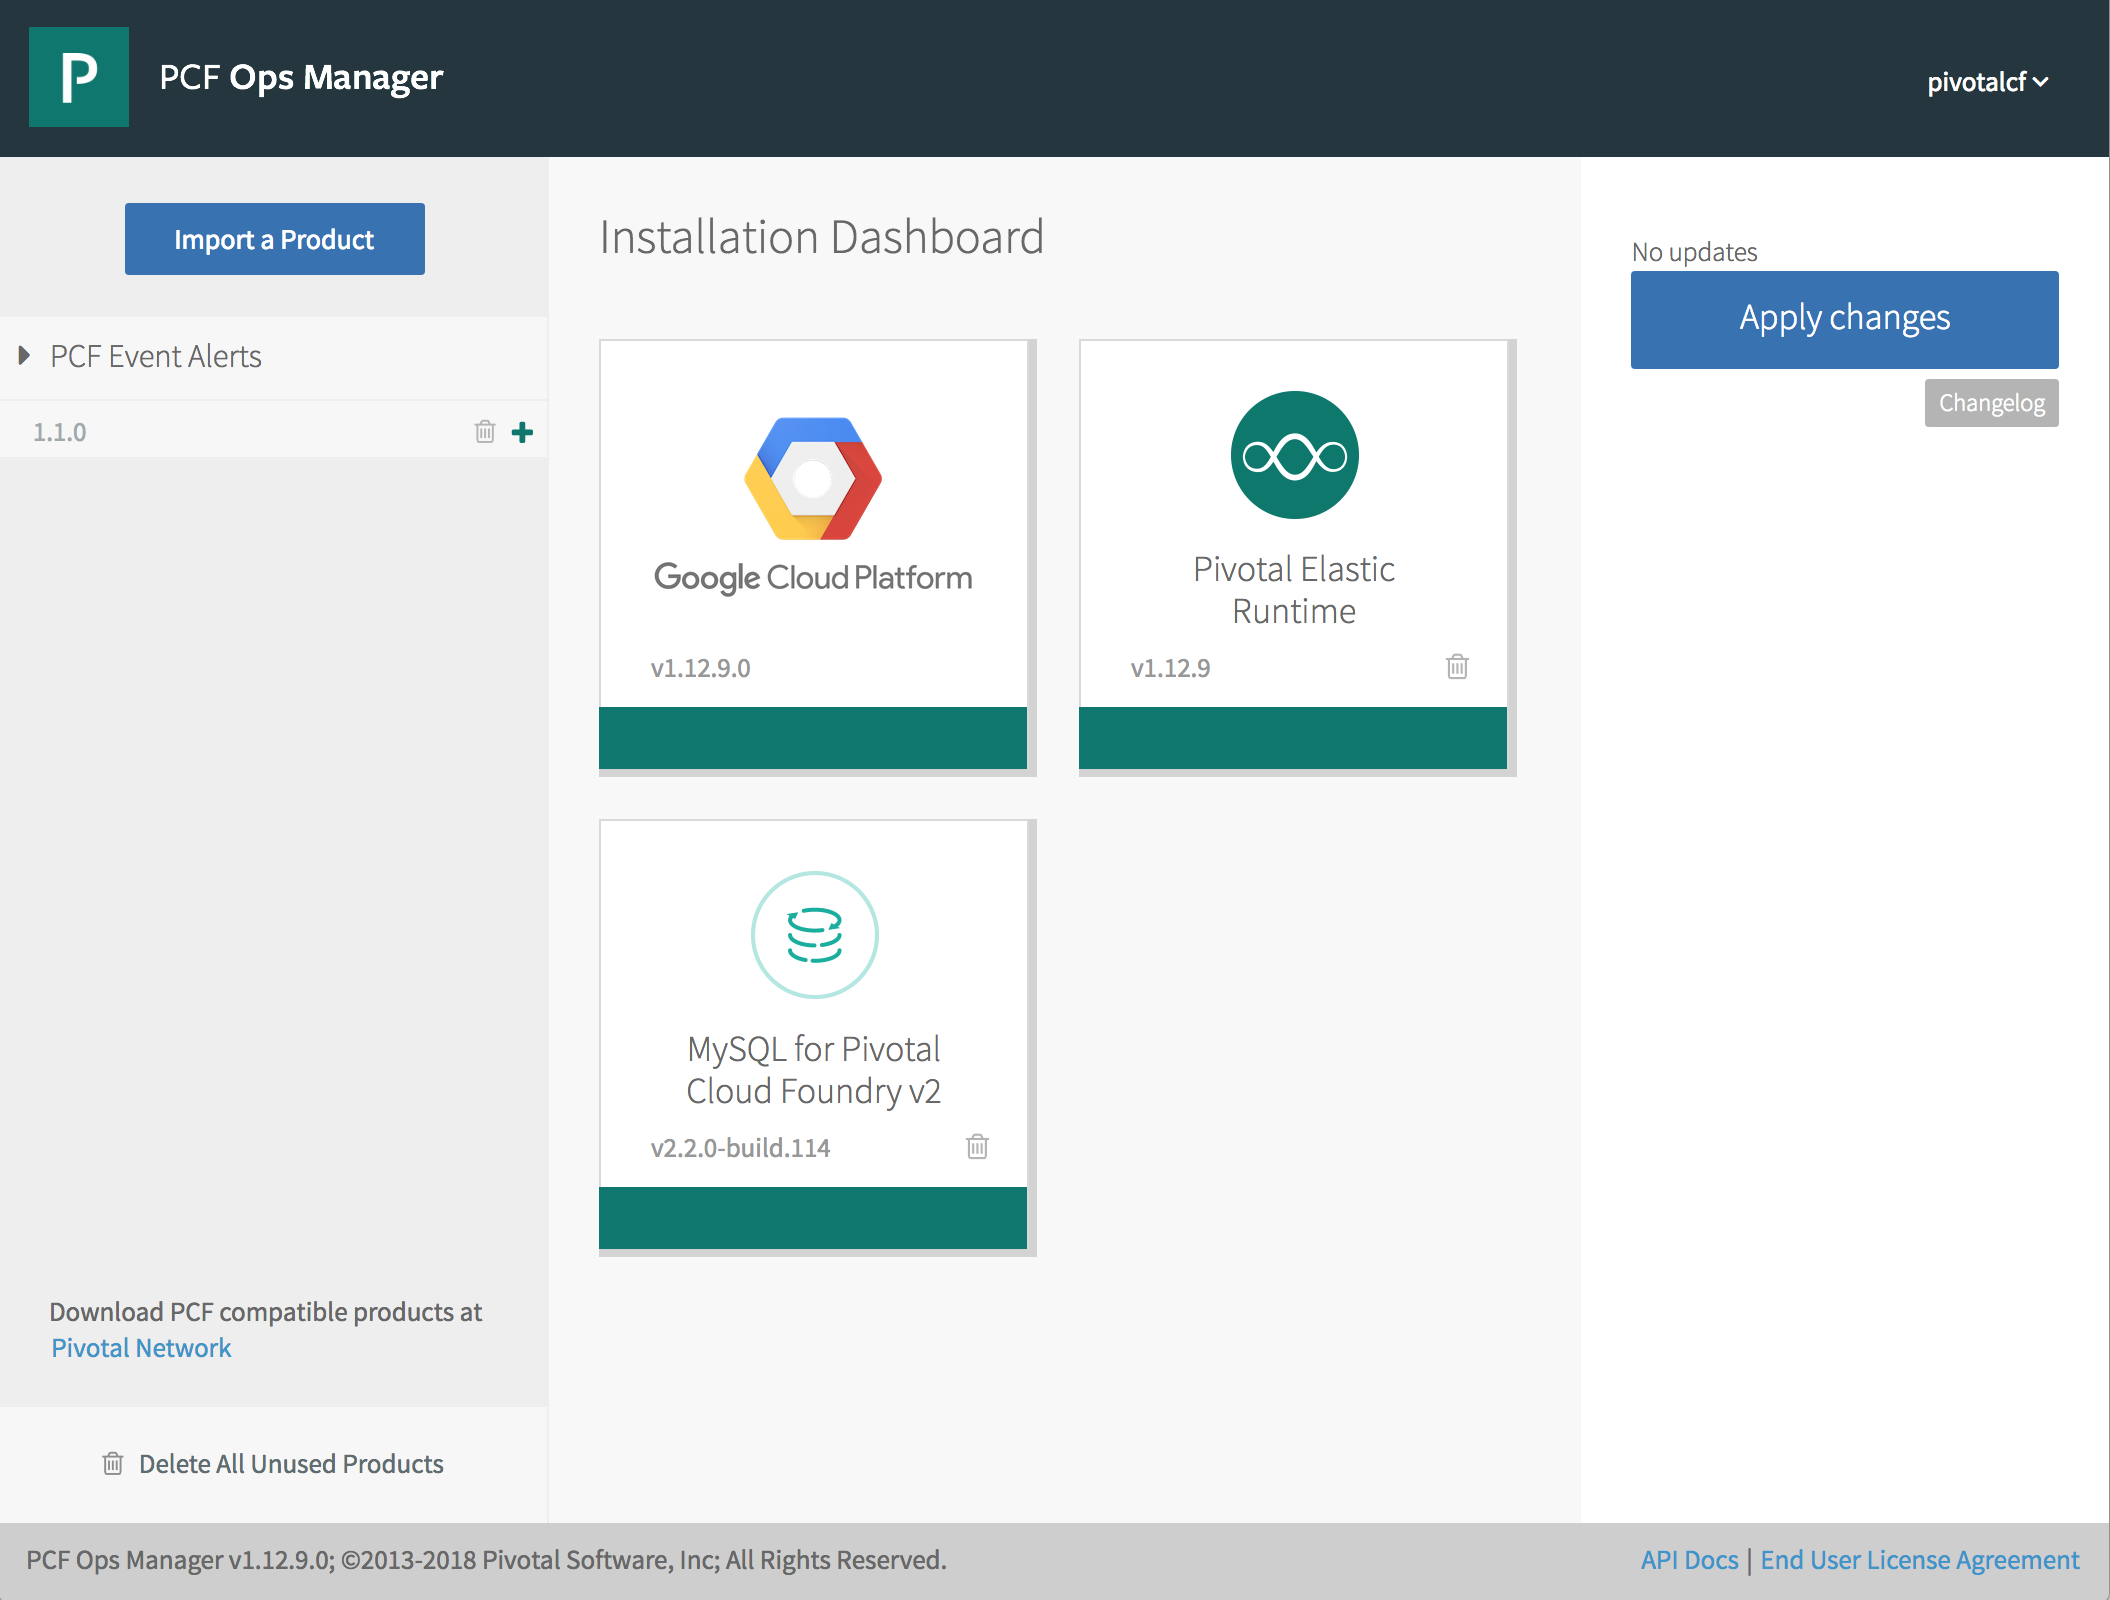 P
PCF Ops Manager
pivotalcf
Import a Product
PCF Event Alerts
1.1.0
Download PCF compatible products at
Pivotal Network
Delete All Unused Products
Installation Dashboard
Google Cloud Platform
v1.12.9.0
Pivotal Elastic
Runtime
v1.12.9
MySQL for Pivotal
Cloud Foundry v2
v2.2.0-build.114
No updates
Apply changes
Changelog
PCF Ops Manager v1.12.9.0; ©2013-2018 Pivotal Software, Inc; All Rights Reserved.
API Docs | End User License Agreement